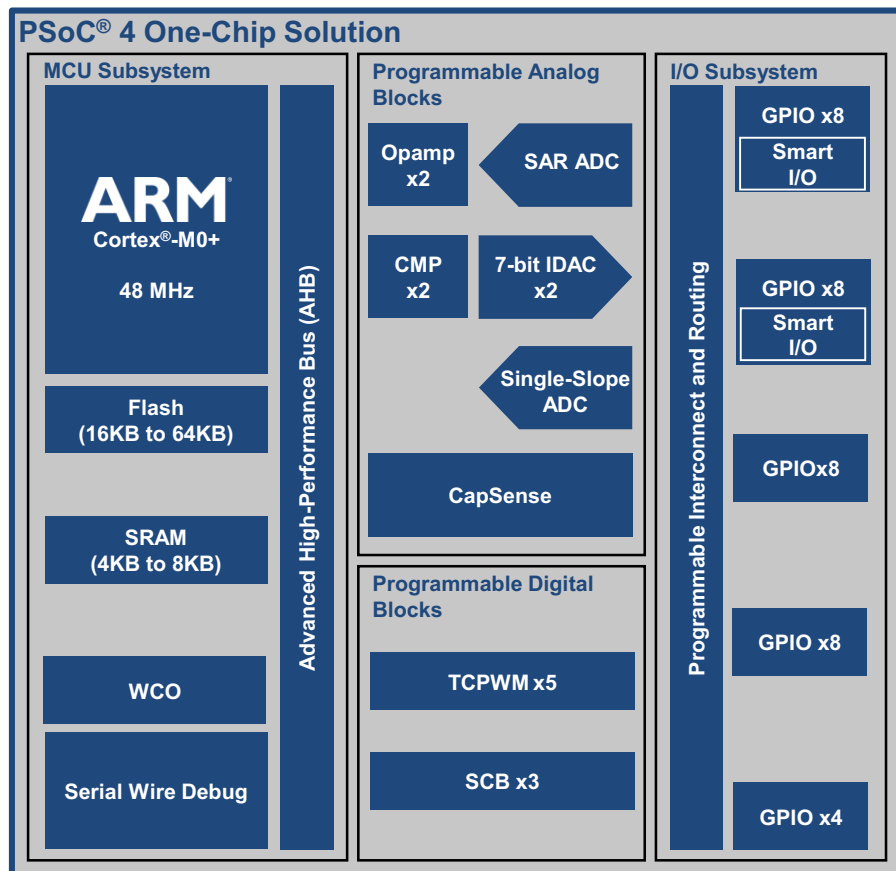 PSoC® 4 One-Chip Solution
MCU Subsystem
ARM®
Cortex®-M0+
48 MHz
Flash
(16KB to 64KB)
SRAM
(4KB to 8KB)
WCO
Serial Wire Debug
Advanced High-Performance Bus (AHB)
Programmable Analog
Blocks
Opamp
x2
SAR ADC
CMP
x2
7-bit IDAC
x2
Single-Slope
ADC
CapSense
Programmable Digital
Blocks
TCPWM x5
SCB x3
I/O Subsystem
Programmable Interconnect and Routing
GPIO x8
Smart
I/O
GPIO x8
Smart
I/O
GPIOx8
GPIO x8
GPIO x4